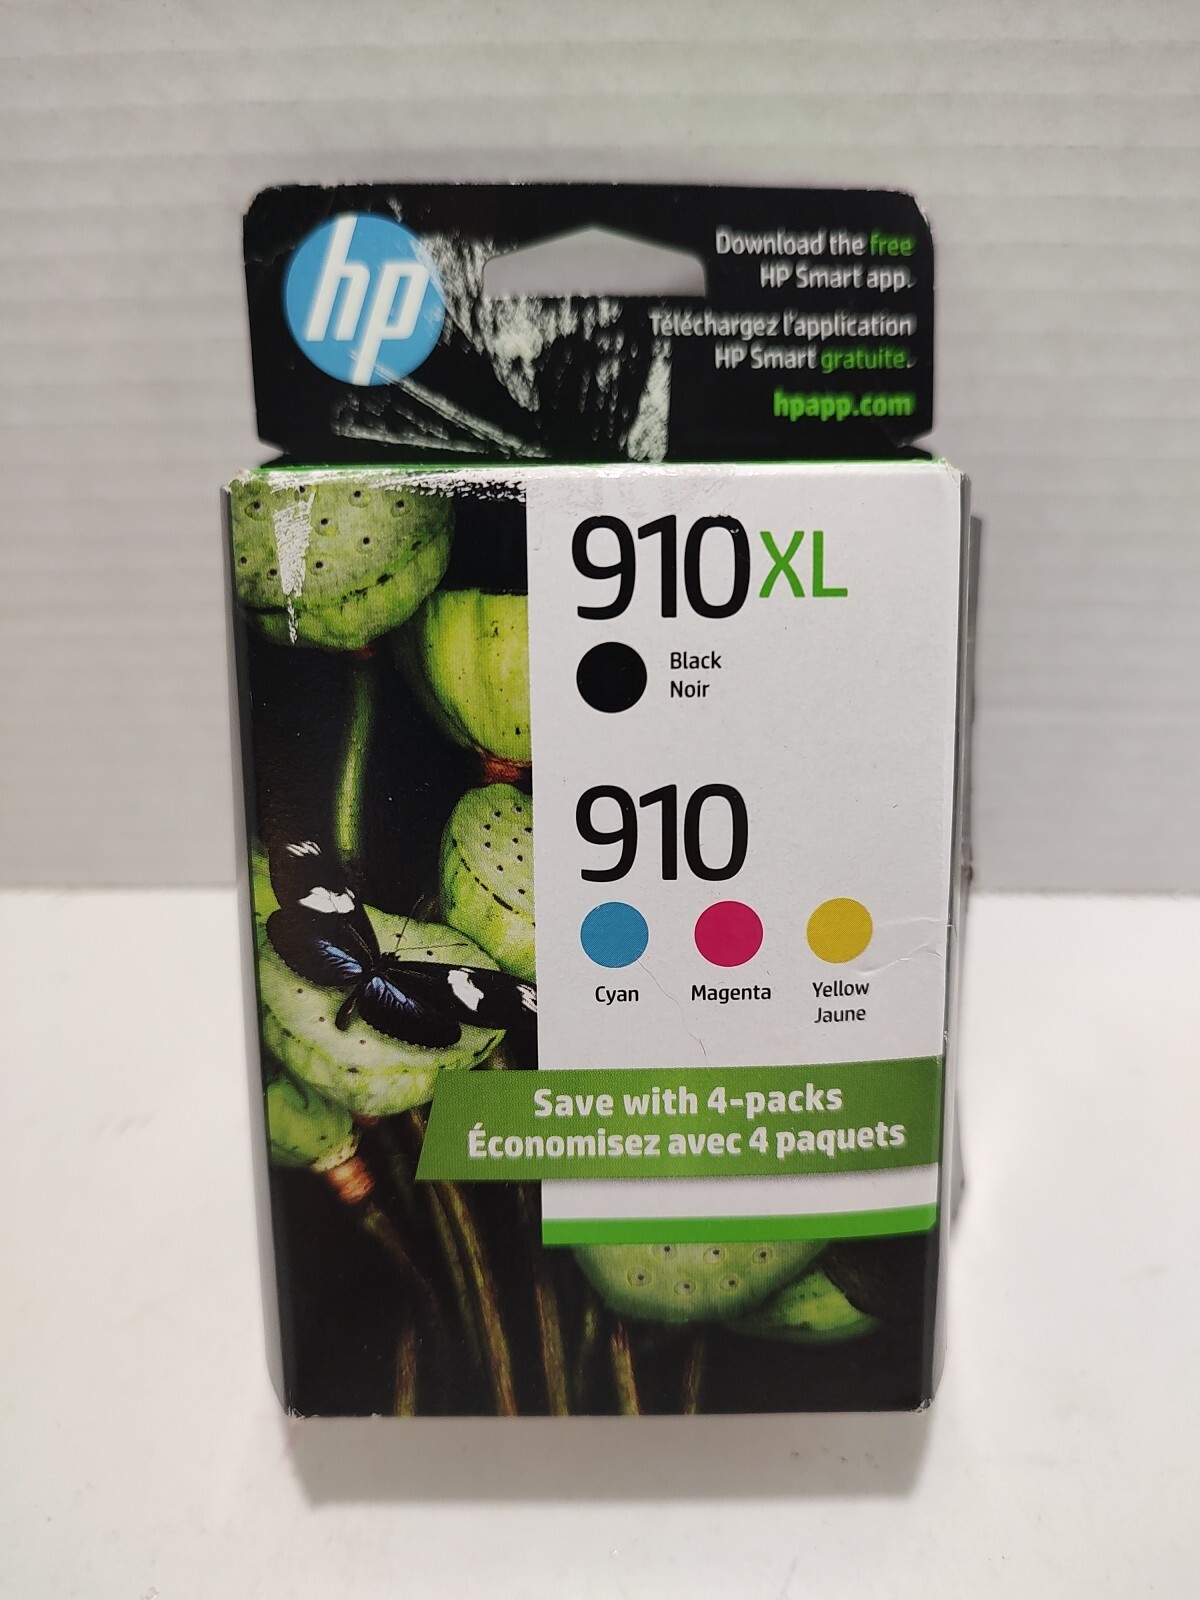 hp
Download the free
HP Smart app.
Téléchargez l'application
HP Smart gratuite.
hpapp.com
910XL
Black
Noir
910
Cyan
Magenta
Yellow
Jaune
Save with 4-packs
Économisez avec 4 paquets